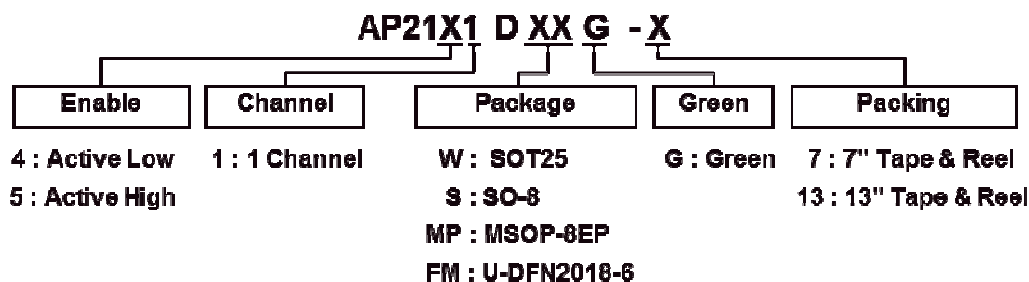 AP21X1 D XX G - X
Enable Channel Package Green Packing
4 : Active Low 1 : 1 Channel W : SOT25 G : Green 7 : 7" Tape & Reel
5 : Active High S : SO-8 13 : 13" Tape & Reel
MP : MSOP-8EP
FM : U-DFN2018-6